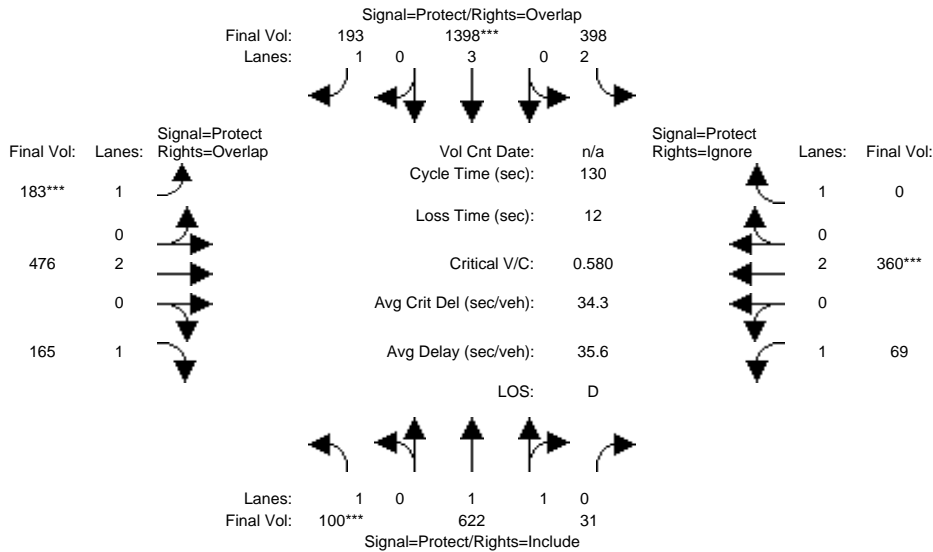 Signal=Protect/Rights=Overlap
Final Vol: 193 1398*** 398
Lanes: 1 0 3 0 2
Signal=Protect Signal=Protect
Final Vol: Lanes: Rights=Overlap Vol Cnt Date: n/a Rights=Ignore Lanes: Final Vol:
Cycle Time (sec): 130
183*** 1 1 0
Loss Time (sec): 12
0 0
476 2 Critical V/C: 0.580 2 360***
0 Avg Crit Del (sec/veh): 34.3 0
165 1 Avg Delay (sec/veh): 35.6 1 69
LOS: D
Lanes: 1 0 1 1 0
Final Vol: 100*** 622 31
Signal=Protect/Rights=Include